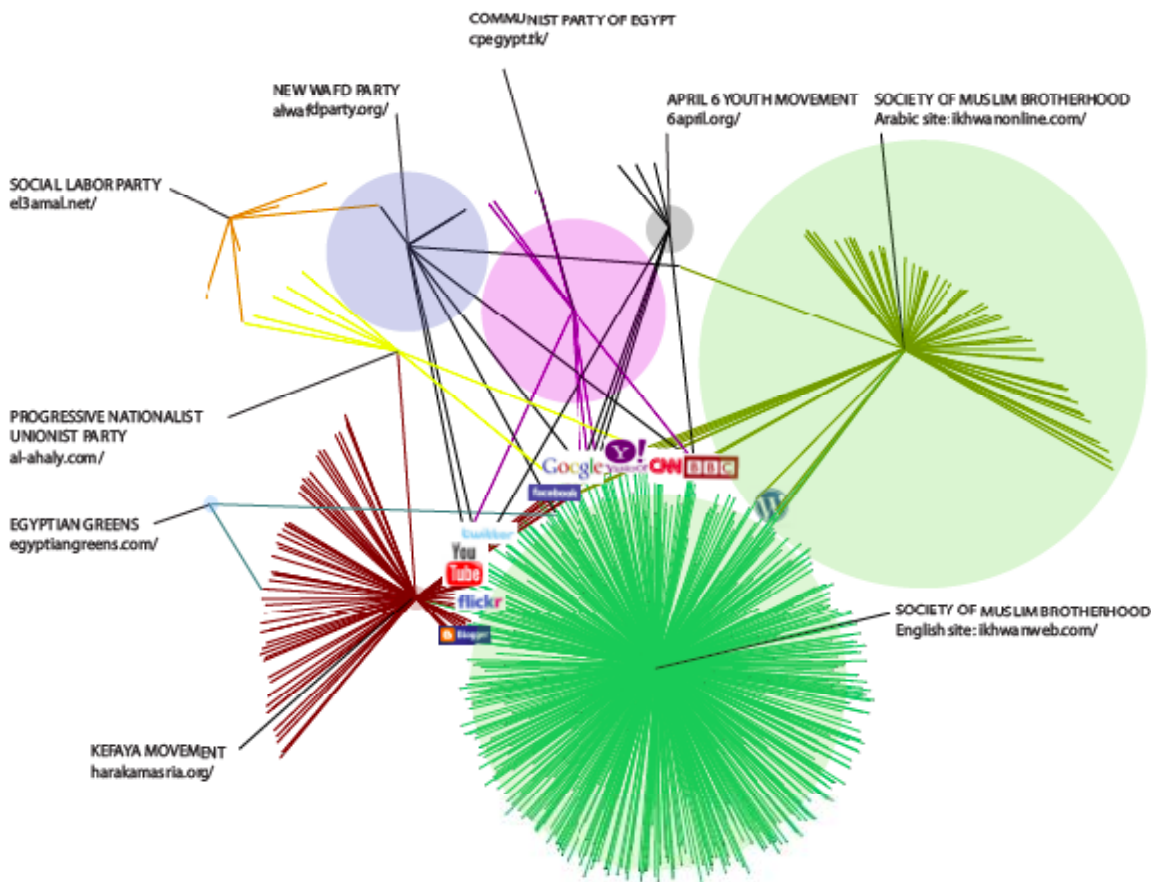 COMMUNIST PARTY OF EGYPT
cpegypt.tk/
NEW WAFD PARTY
alwafdparty.org/
APRIL 6 YOUTH MOVEMENT
6april.org/
SOCIETY OF MUSLIM BROTHERHOOD
Arabic site: ikhwanonline.com/
SOCIAL LABOR PARTY
el3amal.net/
PROGRESSIVE NATIONALIST
UNIONIST PARTY
al-ahaly.com/
Google
YAHOO!
CNN
BBC
facebook
EGYPTIAN GREENS
egyptiangreens.com/
twitter
You
Tube
flickr
Blogger
SOCIETY OF MUSLIM BROTHERHOOD
English site: ikhwanweb.com/
KEFAYA MOVEMENT
harakamasria.org/